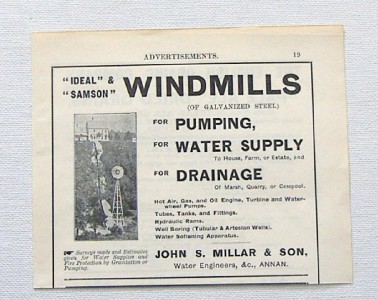 ADVERTISEMENTS. 19
"IDEAL" &
"SAMSON" WINDMILLS
(OF GALVANIZED STEEL)
FOR PUMPING,
FOR WATER SUPPLY
To House, Farm, or Estate, and
FOR DRAINAGE
Of Marsh, Quarry, or Cesspool.
Hot Air, Gas, and Oil Engine, Turbine and Water-
wheel Pumps.
Tubes, Tanks, and Fittings.
Hydraulic Rams.
Well Boring (Tubular & Artesian Wells).
Water Softening Apparatus.
☞ Surveys made and Estimates
given for Water Supplies and
Fire Protection by Gravitation or
Pumping.
JOHN S. MILLAR & SON,
Water Engineers, &c., ANNAN.